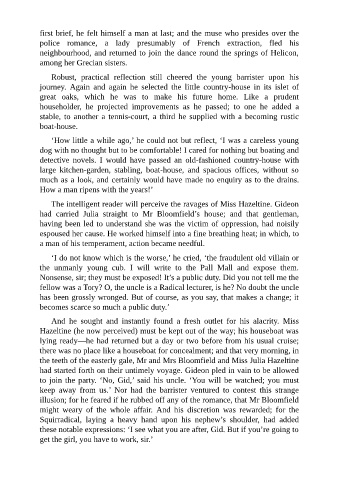 first brief, he felt himself a man at last; and the muse who presides over the
police romance, a lady presumably of French extraction, fled his
neighbourhood, and returned to join the dance round the springs of Helicon,
among her Grecian sisters.
Robust, practical reflection still cheered the young barrister upon his
journey. Again and again he selected the little country-house in its islet of
great oaks, which he was to make his future home. Like a prudent
householder, he projected improvements as he passed; to one he added a
stable, to another a tennis-court, a third he supplied with a becoming rustic
boat-house.
‘How little a while ago,’ he could not but reflect, ‘I was a careless young
dog with no thought but to be comfortable! I cared for nothing but boating and
detective novels. I would have passed an old-fashioned country-house with
large kitchen-garden, stabling, boat-house, and spacious offices, without so
much as a look, and certainly would have made no enquiry as to the drains.
How a man ripens with the years!’
The intelligent reader will perceive the ravages of Miss Hazeltine. Gideon
had carried Julia straight to Mr Bloomfield’s house; and that gentleman,
having been led to understand she was the victim of oppression, had noisily
espoused her cause. He worked himself into a fine breathing heat; in which, to
a man of his temperament, action became needful.
‘I do not know which is the worse,’ he cried, ‘the fraudulent old villain or
the unmanly young cub. I will write to the Pall Mall and expose them.
Nonsense, sir; they must be exposed! It’s a public duty. Did you not tell me the
fellow was a Tory? O, the uncle is a Radical lecturer, is he? No doubt the uncle
has been grossly wronged. But of course, as you say, that makes a change; it
becomes scarce so much a public duty.’
And he sought and instantly found a fresh outlet for his alacrity. Miss
Hazeltine (he now perceived) must be kept out of the way; his houseboat was
lying ready—he had returned but a day or two before from his usual cruise;
there was no place like a houseboat for concealment; and that very morning, in
the teeth of the easterly gale, Mr and Mrs Bloomfield and Miss Julia Hazeltine
had started forth on their untimely voyage. Gideon pled in vain to be allowed
to join the party. ‘No, Gid,’ said his uncle. ‘You will be watched; you must
keep away from us.’ Nor had the barrister ventured to contest this strange
illusion; for he feared if he rubbed off any of the romance, that Mr Bloomfield
might weary of the whole affair. And his discretion was rewarded; for the
Squirradical, laying a heavy hand upon his nephew’s shoulder, had added
these notable expressions: ‘I see what you are after, Gid. But if you’re going to
get the girl, you have to work, sir.’